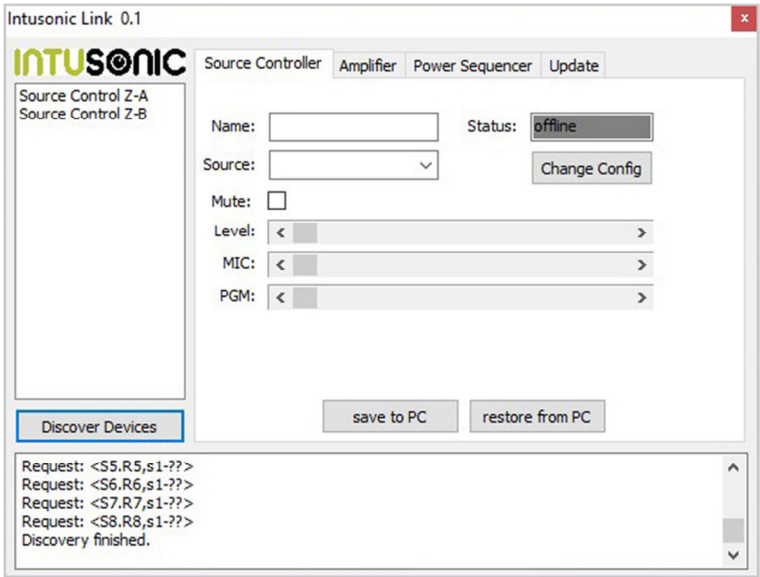 Intusonic Link 0.1
x
INTUSONIC
Source Controller Amplifier Power Sequencer Update
Source Control Z-A
Source Control Z-B
Name: Status: offline
Source: Change Config
Mute:
Level:
MIC:
PGM:
save to PC restore from PC
Discover Devices
Request: <S5.R5,s1-??>
Request: <S6.R6,s1-??>
Request: <S7.R7,s1-??>
Request: <S8.R8,s1-??>
Discovery finished.